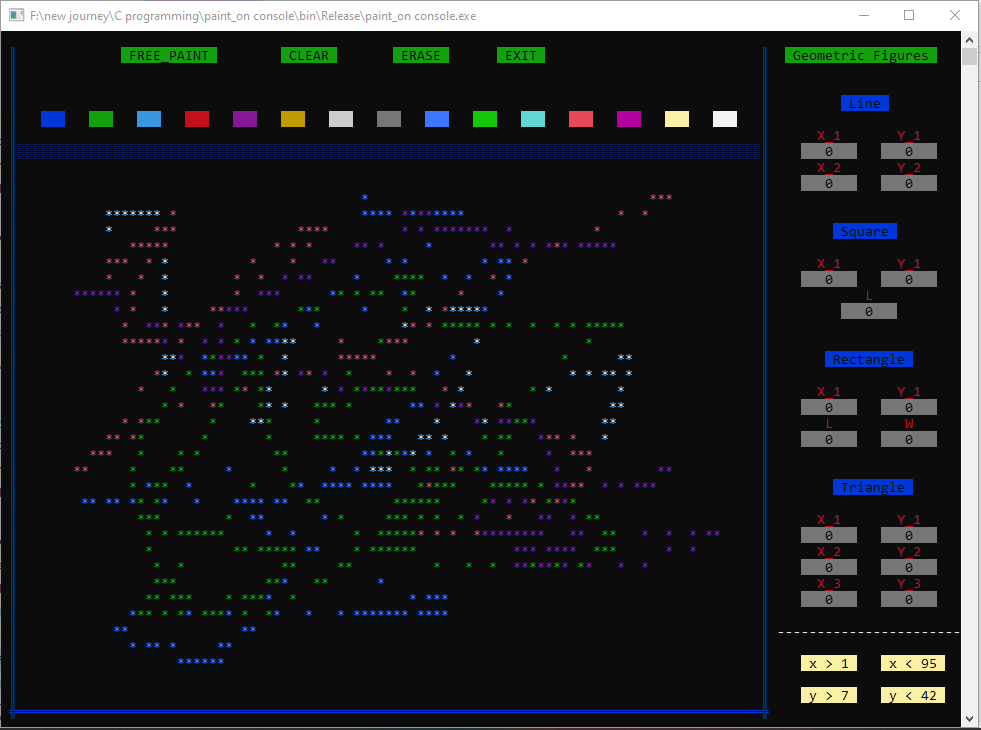 F:\new journey\C programming\paint_on console\bin\Release\paint_on console.exe
FREE_PAINT CLEAR ERASE EXIT
Geometric Figures
Line
X_1 Y_1
0 0
X_2 Y_2
0 0
Square
X_1 Y_1
0 0
L
0
Rectangle
X_1 Y_1
0 0
L W
0 0
Triangle
X_1 Y_1
0 0
X_2 Y_2
0 0
X_3 Y_3
0 0
x > 1 x < 95
y > 7 y < 42